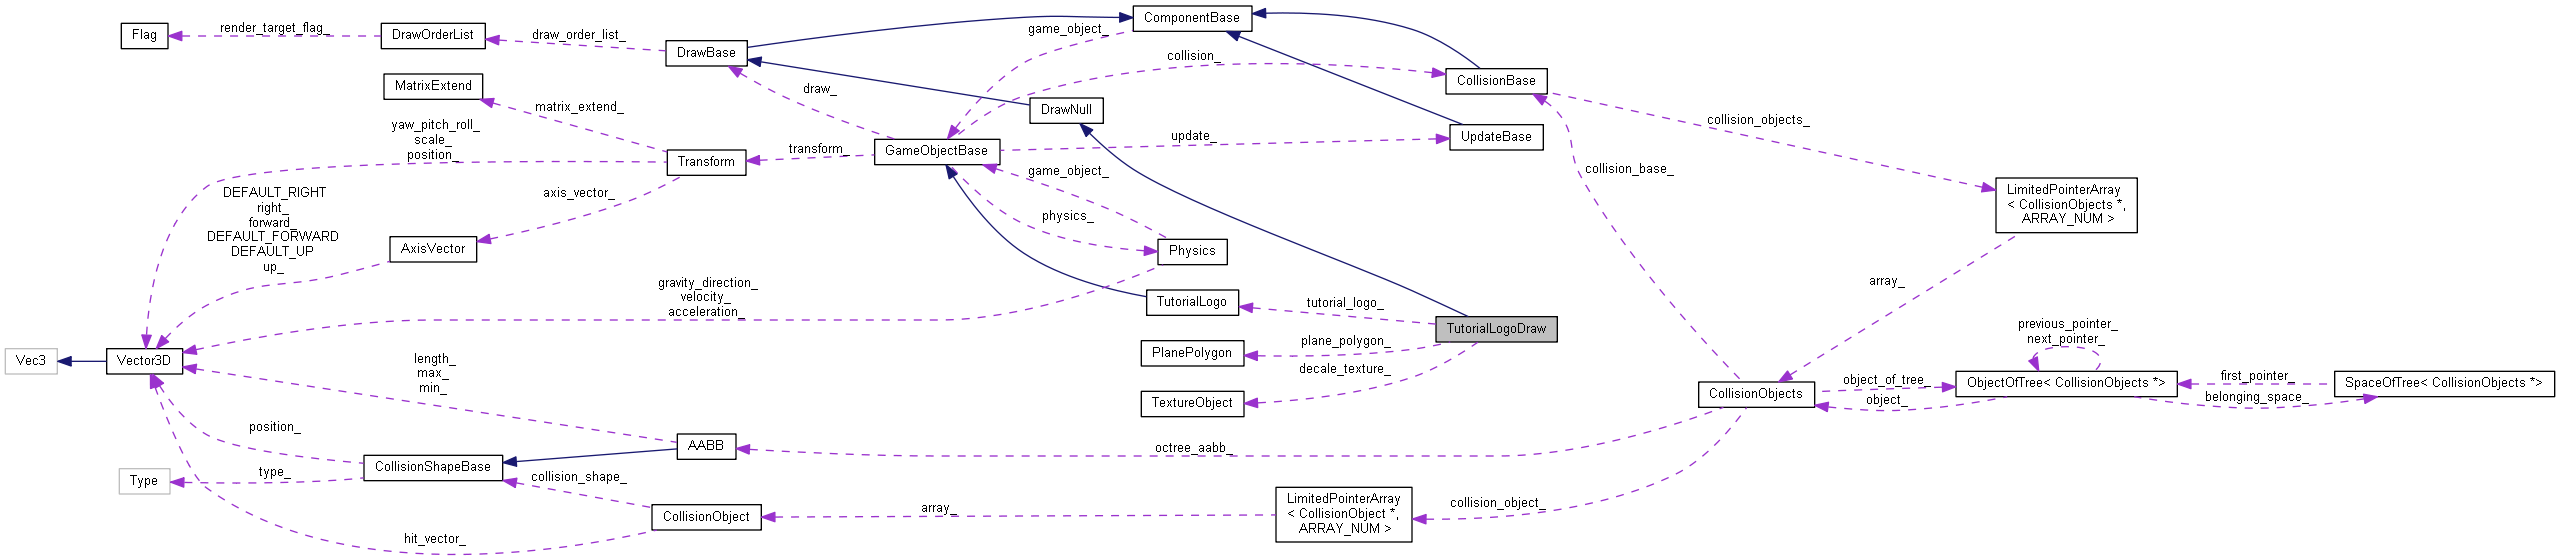 Flag
render_target_flag_
DrawOrderList
draw_order_list_
DrawBase
ComponentBase
game_object_
collision_
CollisionBase
MatrixExtend
matrix_extend_
draw_
DrawNull
collision_objects_
UpdateBase
update_
yaw_pitch_roll_
scale_
position_
Transform
transform_
GameObjectBase
game_object_
collision_base_
LimitedPointerArray
< CollisionObjects *,
ARRAY_NUM >
DEFAULT_RIGHT
right_
forward_
DEFAULT_FORWARD
DEFAULT_UP
up_
axis_vector_
AxisVector
physics_
Physics
gravity_direction_
velocity_
acceleration_
array_
TutorialLogo
tutorial_logo_
TutorialLogoDraw
Vec3
Vector3D
PlanePolygon
plane_polygon_
decale_texture_
TextureObject
previous_pointer_
next_pointer_
length_
max_
min_
CollisionObjects
object_of_tree_
object_
ObjectOfTree< CollisionObjects *>
first_pointer_
belonging_space_
SpaceOfTree< CollisionObjects *>
position_
AABB
octree_aabb_
CollisionShapeBase
Type
type_
collision_shape_
CollisionObject
array_
LimitedPointerArray
< CollisionObject *,
ARRAY_NUM >
collision_object_
hit_vector_